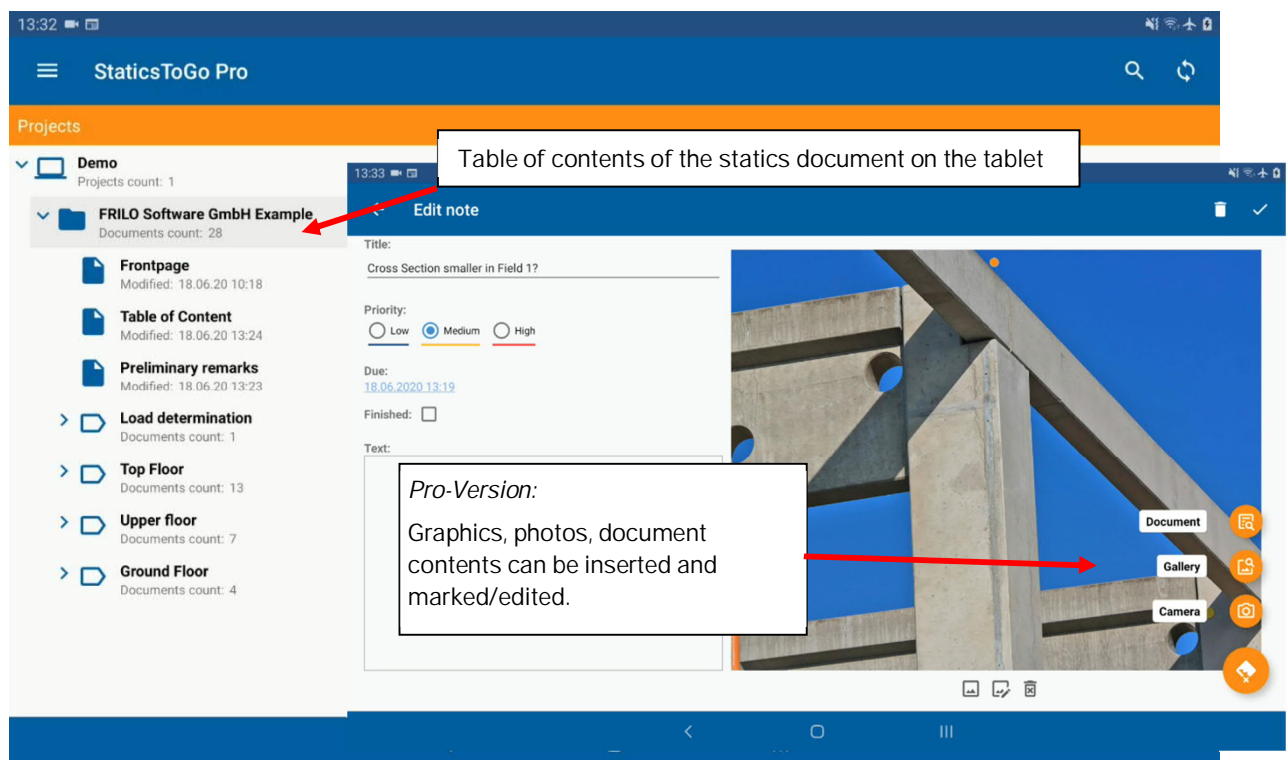 13:32
StaticsToGo Pro
Projects
Demo
Projects count: 1
FRILO Software GmbH Example
Documents count: 28
Frontpage
Modified: 18.06.20 10:18
Table of Content
Modified: 18.06.20 13:24
Preliminary remarks
Modified: 18.06.20 13:23
Load determination
Documents count: 1
Top Floor
Documents count: 13
Upper floor
Documents count: 7
Ground Floor
Documents count: 4
Table of contents of the statics document on the tablet
13:33
Edit note
Title:
Cross Section smaller in Field 1?
Priority:
Low Medium High
Due:
18.06.2020 13:19
Finished:
Text:
Pro-Version:
Graphics, photos, document
contents can be inserted and
marked/edited.
Document
Gallery
Camera